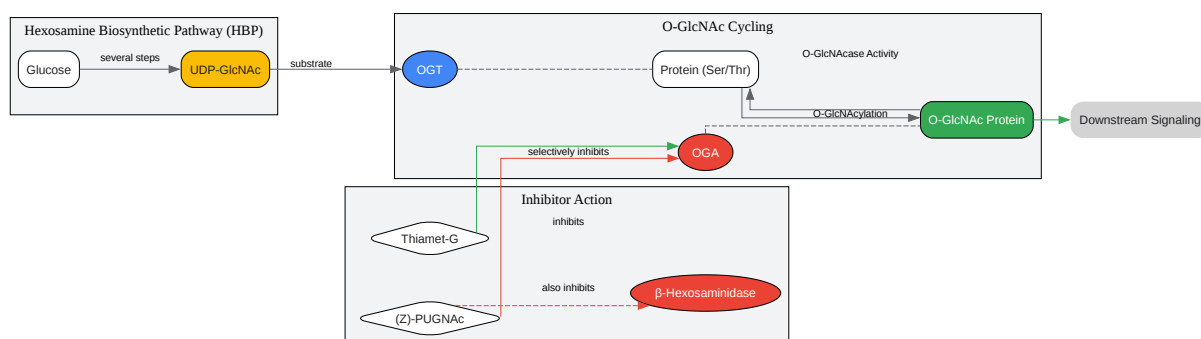 Hexosamine Biosynthetic Pathway (HBP)
Glucose
several steps
UDP-GlcNAc
substrate
O-GlcNAc Cycling
OGT
Protein (Ser/Thr)
O-GlcNAcase Activity
O-GlcNAcylation
O-GlcNAc Protein
Downstream Signaling
selectively inhibits
OGA
Inhibitor Action
inhibits
Thiamet-G
also inhibits
β-Hexosaminidase
(Z)-PUGNAc